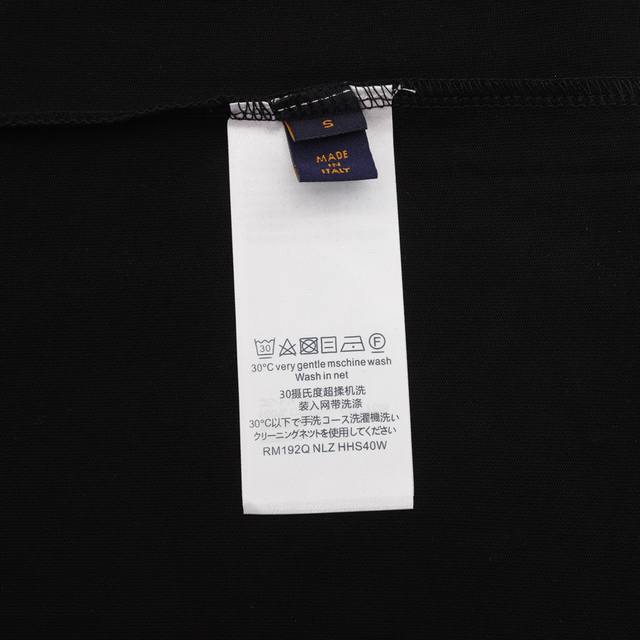 S
MADE
IN
ITALY
30
F
30°C very gentle mschine wash
Wash in net
30摄氏度超揉机洗
装入网带洗涤
30°C以下で手洗コース洗濯機洗い
クリーニングネットを使用してください
RM192Q NLZ HHS40W